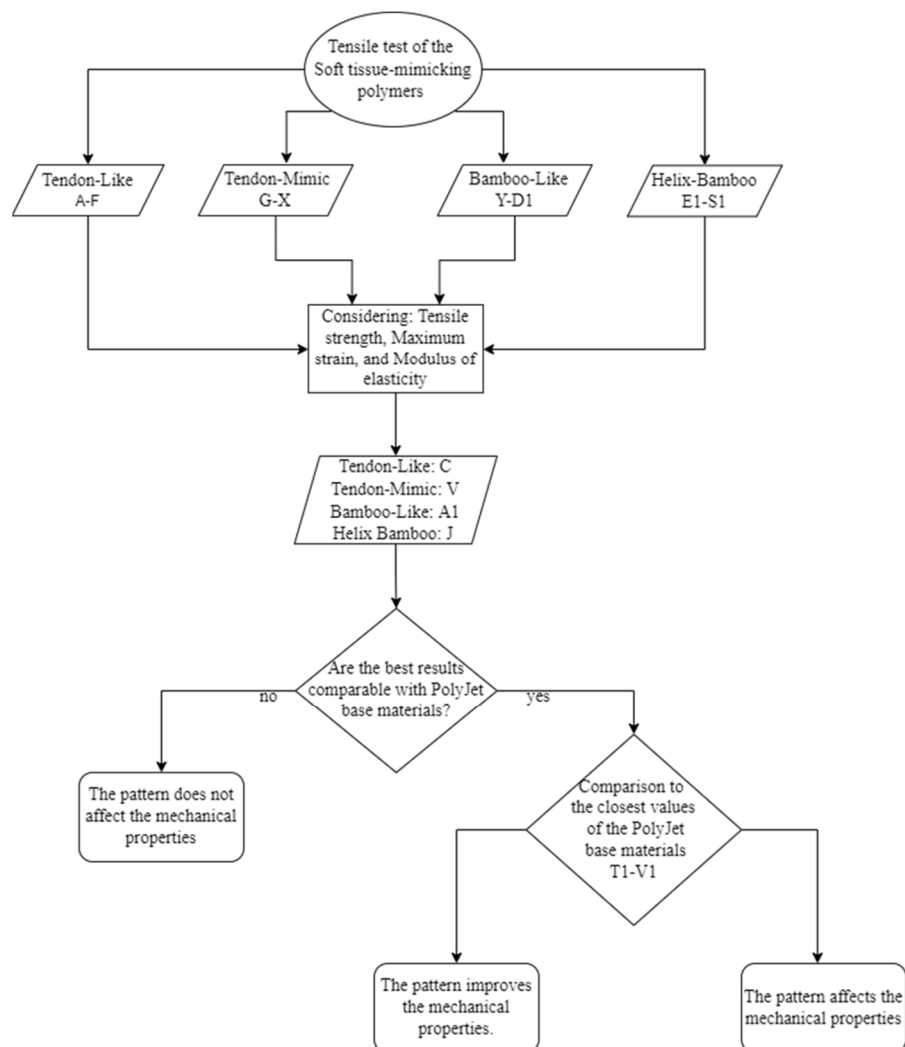 Tensile test of the
Soft tissue-mimicking
polymers
Tendon-Like
A-F
Tendon-Mimic
G-X
Bamboo-Like
Y-D1
Helix-Bamboo
E1-S1
Considering: Tensile
strength, Maximum
strain, and Modulus of
elasticity
Tendon-Like: C
Tendon-Mimic: V
Bamboo-Like: A1
Helix Bamboo: J
Are the best results
comparable with PolyJet
base materials?
no
yes
The pattern does not
affect the mechanical
properties
Comparison to
the closest values
of the PolyJet
base materials
T1-V1
The pattern improves
the mechanical
properties.
The pattern affects the
mechanical properties